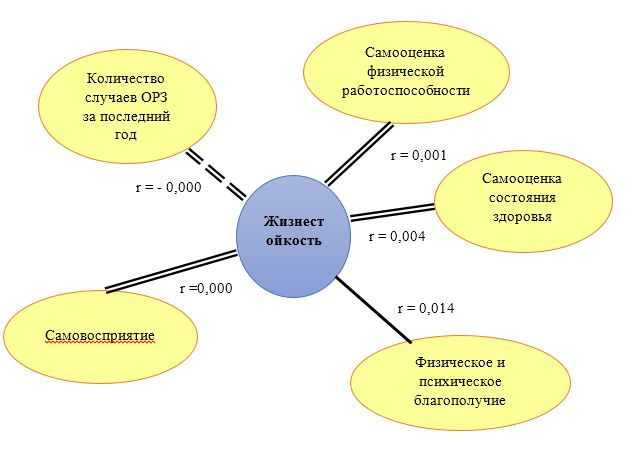 Количество
случаев ОРЗ
за последний
год
Самооценка
физической
работоспособности
r = - 0,000
r = 0,001
Жизнест
ойкость
Самооценка
состояния
здоровья
r = 0,004
r =0,000
r = 0,014
Самовосприятие
Физическое и
психическое
благополучие